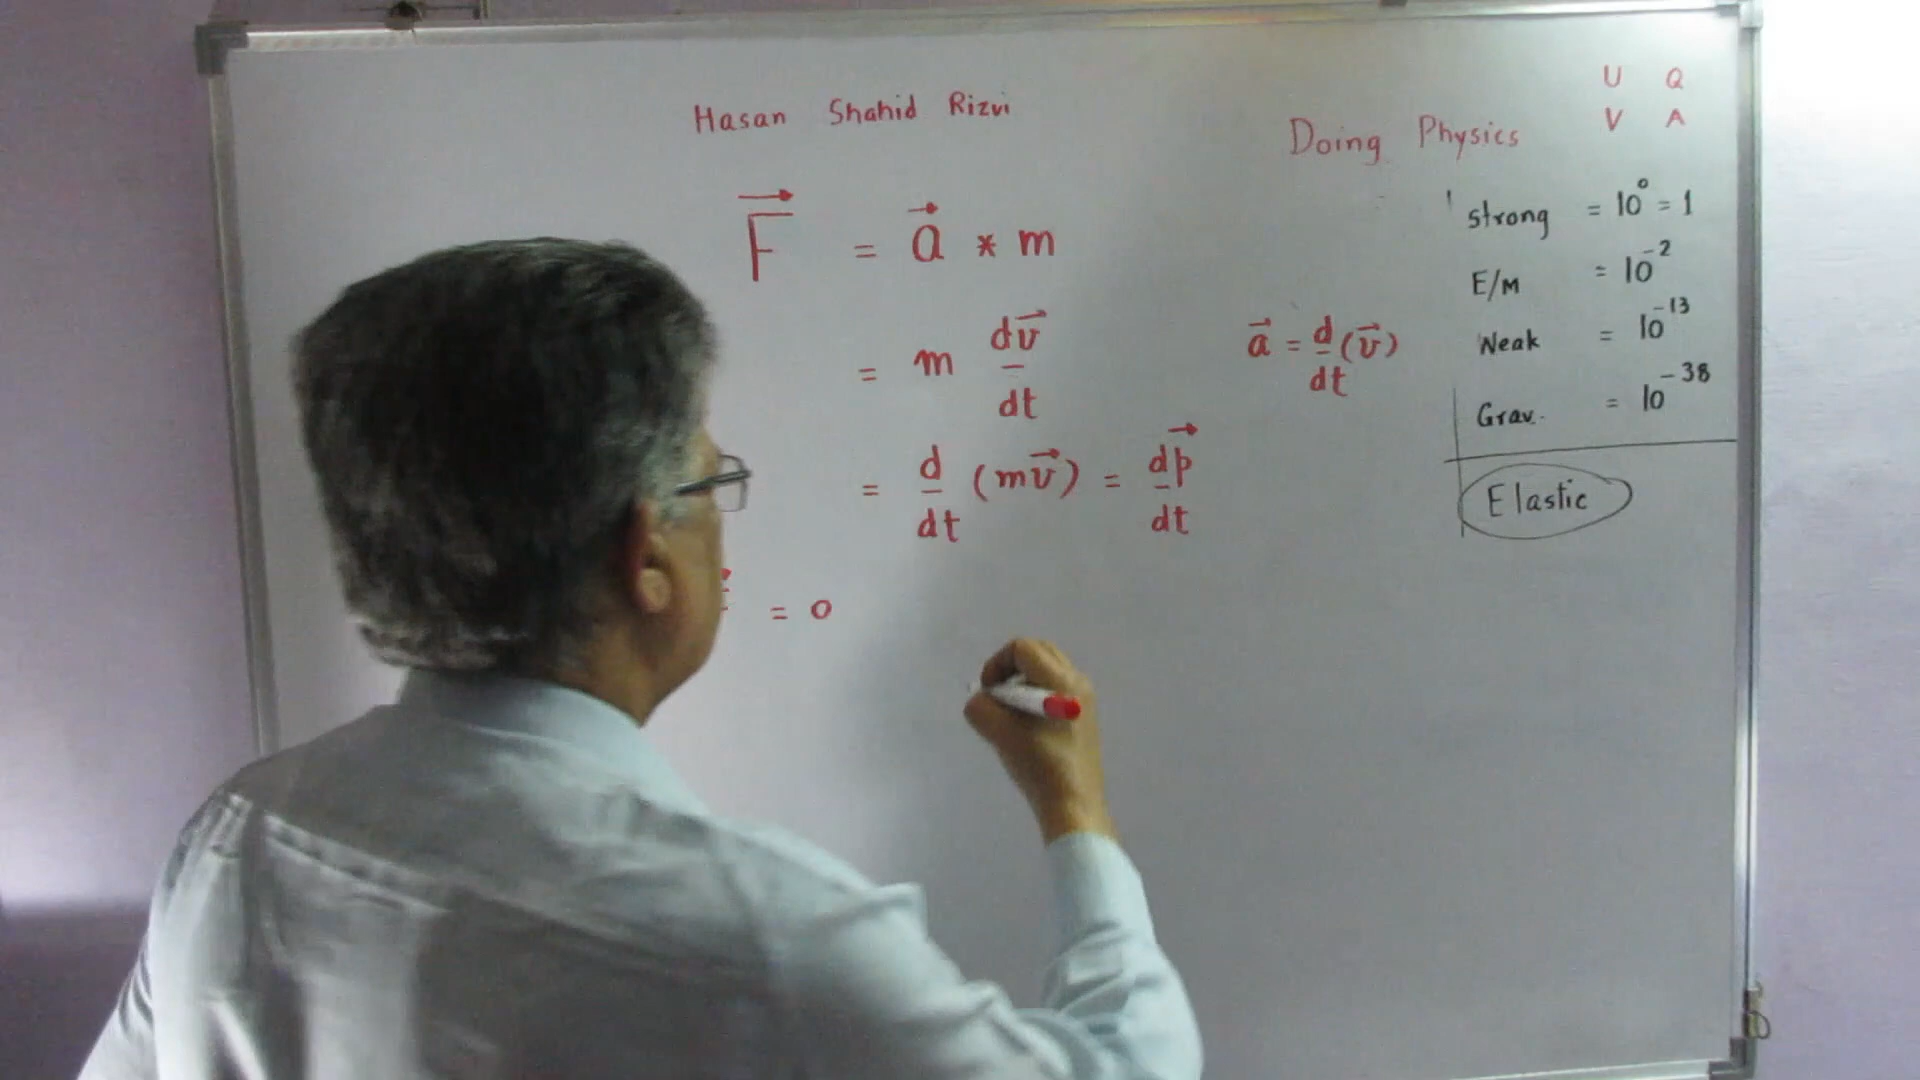 Hasan Shahid Rizvi
Doing Physics
U Q
V A
F⃗ = a⃗ * m
= m dv⃗/dt
a⃗ = d/dt (v⃗)
= d/dt (mv⃗) = dp⃗/dt
= 0
Strong = 10⁰ = 1
E/M = 10⁻²
Weak = 10⁻¹³
Grav. = 10⁻³⁸
Elastic